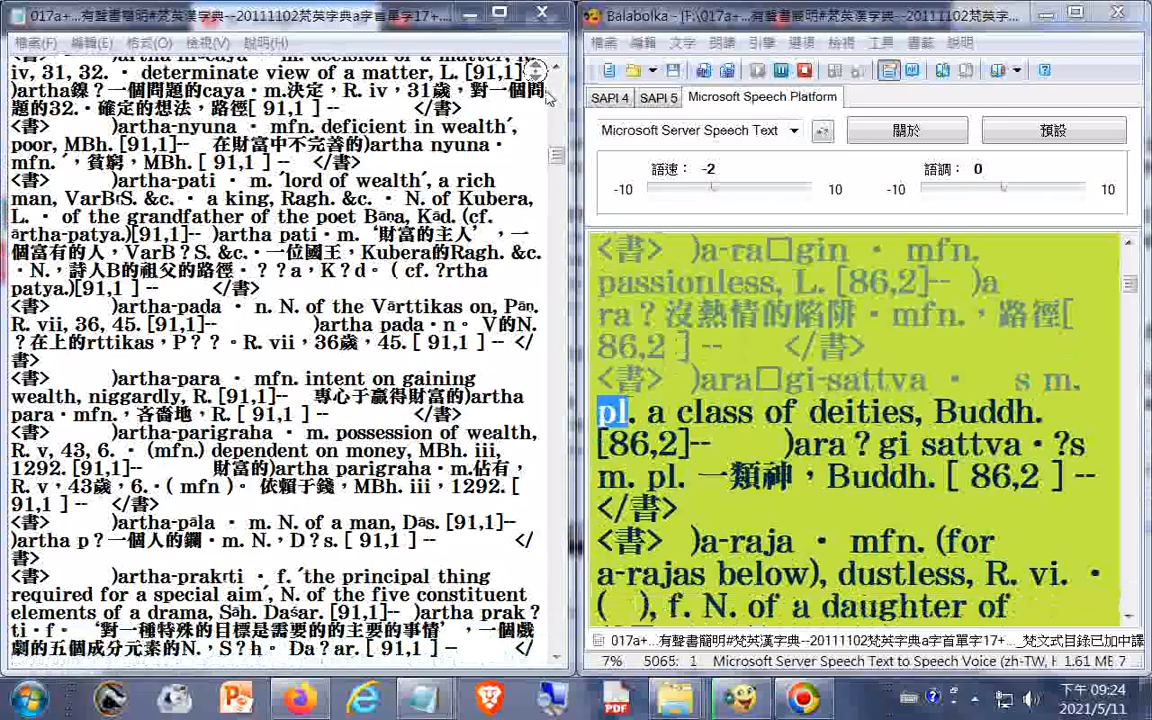 017a+...有聲書簡明#梵英漢字典--20111102梵英字典a字首單字17+...
檔案(F) 編輯(E) 格式(O) 檢視(V) 說明(H)
iv, 31, 32. · determinate view of a matter, L. [91,1]
)artha鎳？一個問題的caya · m.決定，R. iv，31歲，對一個問
題的32. · 確定的想法，路徑[ 91,1 ] -- </書>
<書> )artha-nyuna · mfn. deficient in wealth′,
poor, MBh. [91,1]-- 在財富中不完善的)artha nyuna ·
mfn. ′，貧窮，MBh. [ 91,1 ] -- </書>
<書> )artha-pati · m. ′lord of wealth′, a rich
man, VarBṛS. &c. · a king, Ragh. &c. · N. of Kubera,
L. · of the grandfather of the poet Bāṇa, Kād. (cf.
ārtha-patya.)[91,1]-- )artha pati · m. ‘財富的主人’，一
個富有的人，VarB？S. &c. · 一位國王，Kubera的Ragh. &c.
· N.，詩人B的祖父的路徑 · ？？a，K？d。( cf. ?rtha
patya.)[91,1 ] -- </書>
<書> )artha-pada · n. N. of the Vārttikas on, Pāṇ.
R. vii, 36, 45. [91,1]-- )artha pada · n。V的N.
？在上的rttikas，P？？。R. vii，36歲，45. [ 91,1 ] -- </
書>
<書> )artha-para · mfn. intent on gaining
wealth, niggardly, R. [91,1]-- 專心于贏得財富的)artha
para · mfn.，吝嗇地，R. [ 91,1 ] -- </書>
<書> )artha-parigraha · m. possession of wealth,
R. v, 43, 6. · (mfn.) dependent on money, MBh. iii,
1292. [91,1]-- 財富的)artha parigraha · m.佔有，
R. v，43歲，6. · ( mfn )。依賴于錢，MBh. iii，1292. [
91,1 ] -- </書>
<書> )artha-pāla · m. N. of a man, Daś. [91,1]--
)artha p？一個人的鑭 · m. N.，D？s. [ 91,1 ] -- </
書>
<書> )artha-prakṛti · f. ′the principal thing
required for a special aim′, N. of the five constituent
elements of a drama, Sāh. Daśar. [91,1]--)artha prak？
ti · f · ‘對一種特殊的目標是需要的的主要的事情’，一個戲
劇的五個成分元素的N.，S？h。Da？ar. [ 91,1 ] -- </書>
Balabolka - [F:\017a+...有聲書簡明#梵英漢字典--20111102梵英字...
檔案 編輯 文字 朗讀 引擎 選項 檢視 工具 書籤 說明
SAPI 4 SAPI 5 Microsoft Speech Platform
Microsoft Server Speech Text 關於 預設
語速： -2 語調： 0
-10 10 -10 10
<書> )a-ra□gin · mfn.
passionless, L. [86,2]-- )a
ra？沒熱情的陷阱 · mfn.，路徑[
86,2 ] -- </書>
<書> )ara□gi-sattva · s m.
pl. a class of deities, Buddh.
[86,2]-- )ara？gi sattva · ?s
m. pl. 一類神，Buddh. [ 86,2 ] --
</書>
<書> )a-raja · mfn. (for
a-rajas below), dustless, R. vi. ·
( ), f. N. of a daughter of
017a+...有聲書簡明#梵英漢字典--20111102梵英字典a字首單字17+..._梵文式目錄已加中譯
7% 5065: 1 Microsoft Server Speech Text to Speech Voice (zh-TW, H 1.61 ME 7
下午 09:24
2021/5/11